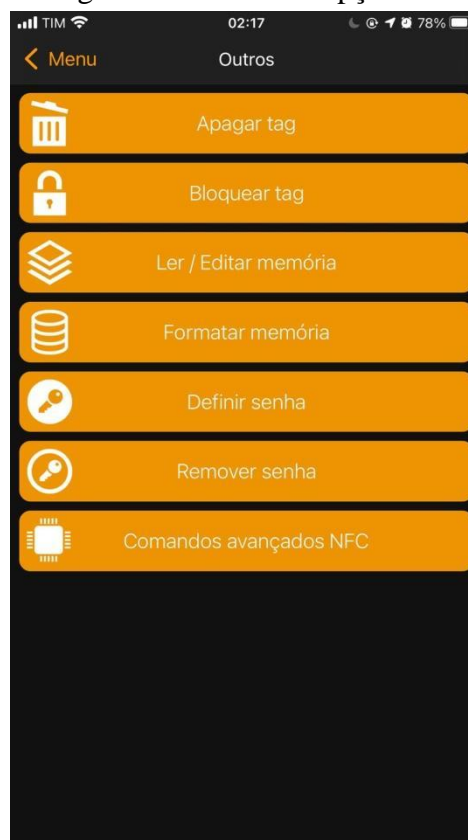 TIM 02:17 78%
Menu Outros
Apagar tag
Bloquear tag
Ler / Editar memória
Formatar memória
Definir senha
Remover senha
Comandos avançados NFC